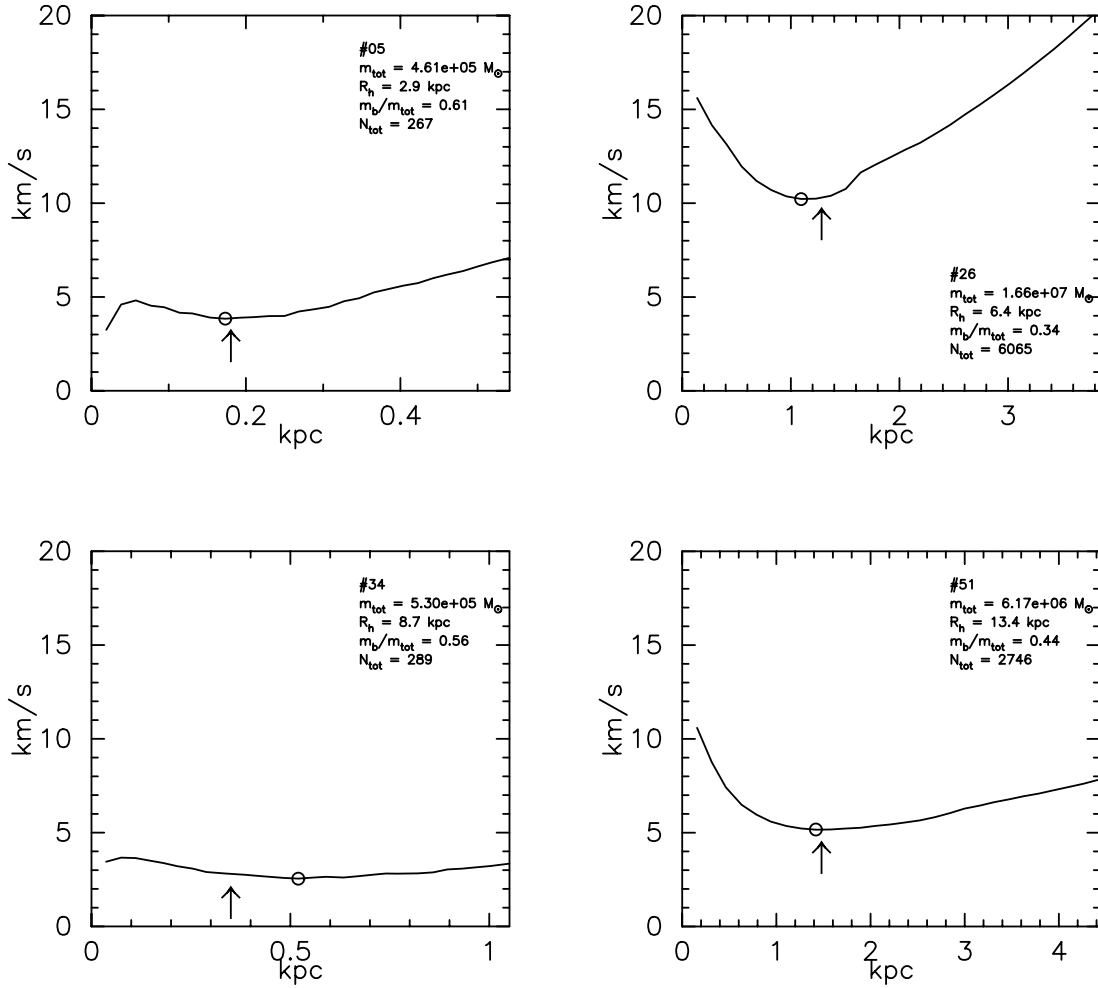 20
15
10
5
0
km/s
#05
m_tot = 4.61e+05 M_⊙
R_h = 2.9 kpc
m_b/m_tot = 0.61
N_tot = 267
0 0.2 0.4
kpc
20
15
10
5
0
km/s
#26
m_tot = 1.66e+07 M_⊙
R_h = 6.4 kpc
m_b/m_tot = 0.34
N_tot = 6065
0 1 2 3
kpc
20
15
10
5
0
km/s
#34
m_tot = 5.30e+05 M_⊙
R_h = 8.7 kpc
m_b/m_tot = 0.56
N_tot = 289
0 0.5 1
kpc
20
15
10
5
0
km/s
#51
m_tot = 6.17e+06 M_⊙
R_h = 13.4 kpc
m_b/m_tot = 0.44
N_tot = 2746
0 1 2 3 4
kpc